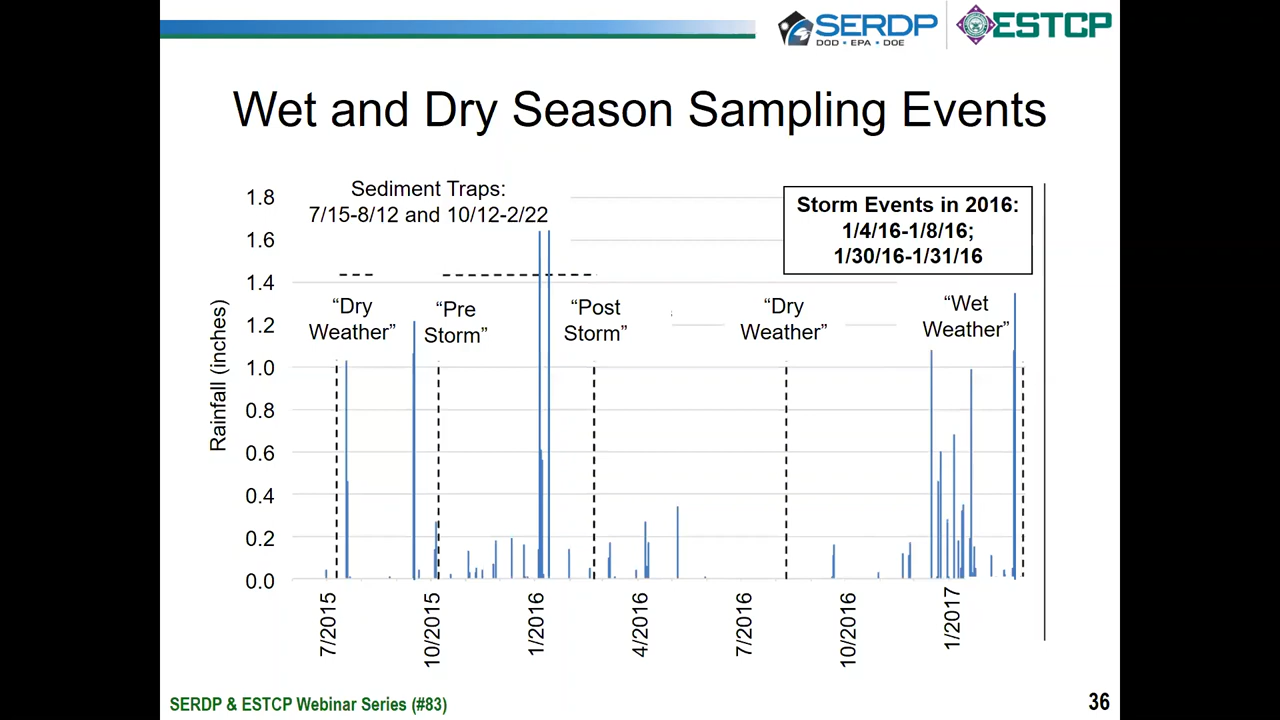 SERDP
DOD • EPA • DOE
ESTCP
Wet and Dry Season Sampling Events
Sediment Traps:
7/15-8/12 and 10/12-2/22
Storm Events in 2016:
1/4/16-1/8/16;
1/30/16-1/31/16
“Dry
Weather”
“Pre
Storm”
“Post
Storm”
“Dry
Weather”
“Wet
Weather”
Rainfall (inches)
1.8
1.6
1.4
1.2
1.0
0.8
0.6
0.4
0.2
0.0
7/2015
10/2015
1/2016
4/2016
7/2016
10/2016
1/2017
SERDP & ESTCP Webinar Series (#83)
36